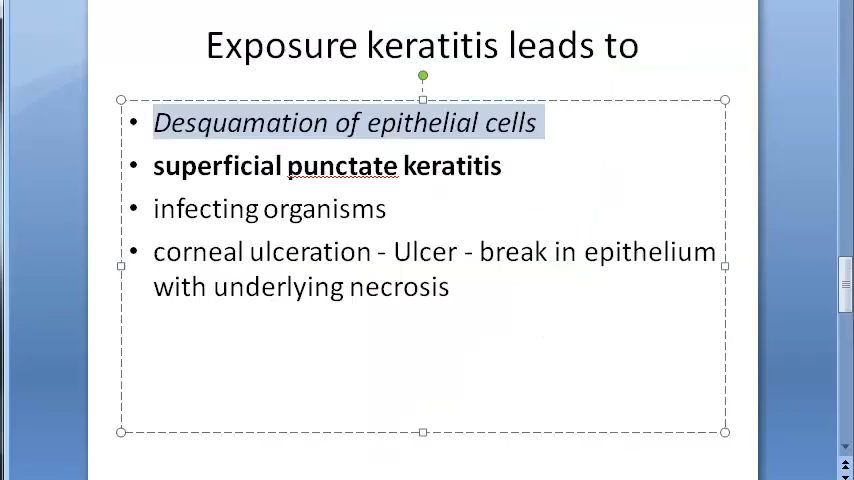 Exposure keratitis leads to
• Desquamation of epithelial cells
• superficial punctate keratitis
• infecting organisms
• corneal ulceration - Ulcer - break in epithelium
with underlying necrosis